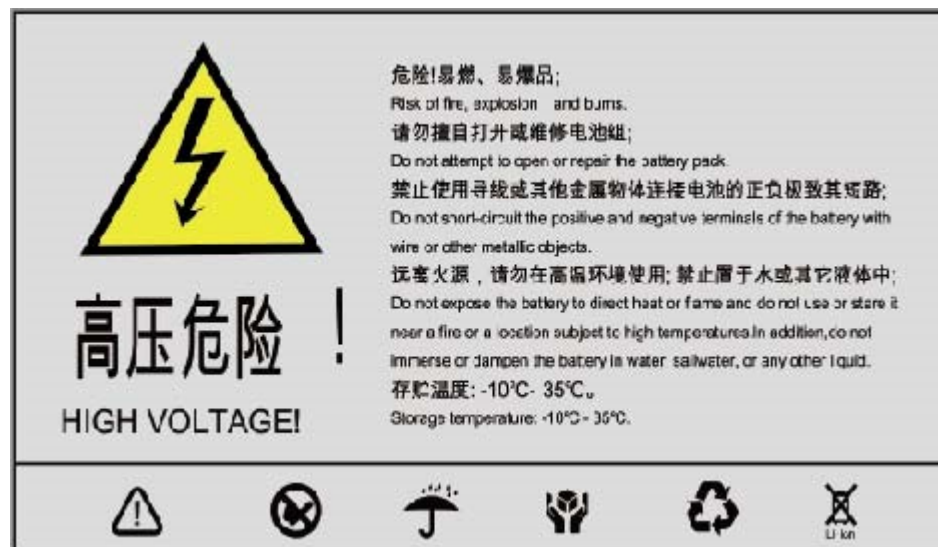 高压危险！
HIGH VOLTAGE!
危险!易燃、易爆品;
Risk of fire, explosion and burns.
请勿擅自打开或维修电池组;
Do not attempt to open or repair the battery pack.
禁止使用导线或其他金属物体连接电池的正负极致其短路;
Do not short-circuit the positive and negative terminals of the battery with
wire or other metallic objects.
远离火源，请勿在高温环境使用; 禁止置于水或其它液体中;
Do not expose the battery to direct heat or flame and do not use or store it
near a fire or a location subject to high temperatures.In addition,do not
immerse or dampen the battery in water saltwater, or any other liquid.
存贮温度: -10℃- 35℃。
Storage temperature: -10℃- 35℃.
Li-ion